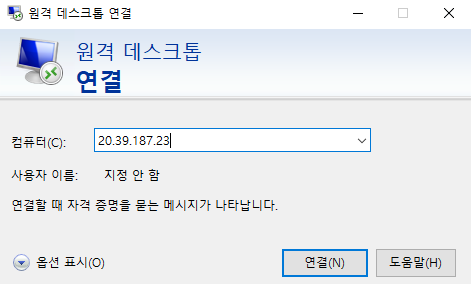 원격 데스크톱 연결
원격 데스크톱
연결
컴퓨터(C): 20.39.187.23
사용자 이름: 지정 안 함
연결할 때 자격 증명을 묻는 메시지가 나타납니다.
옵션 표시(O) 연결(N) 도움말(H)